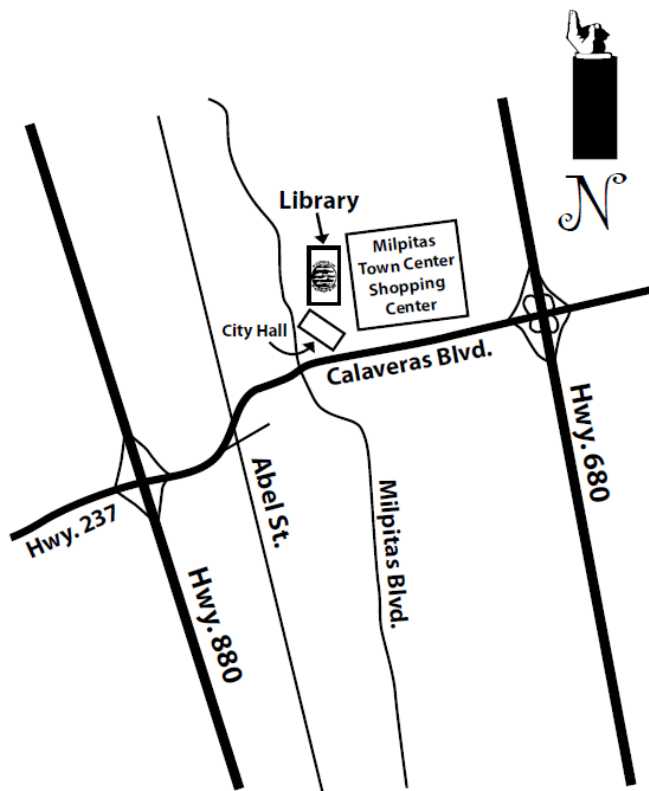 N
Library
Milpitas
Town Center
Shopping
Center
City Hall
Calaveras Blvd.
Hwy. 680
Hwy. 237
Abel St.
Milpitas Blvd.
Hwy. 880